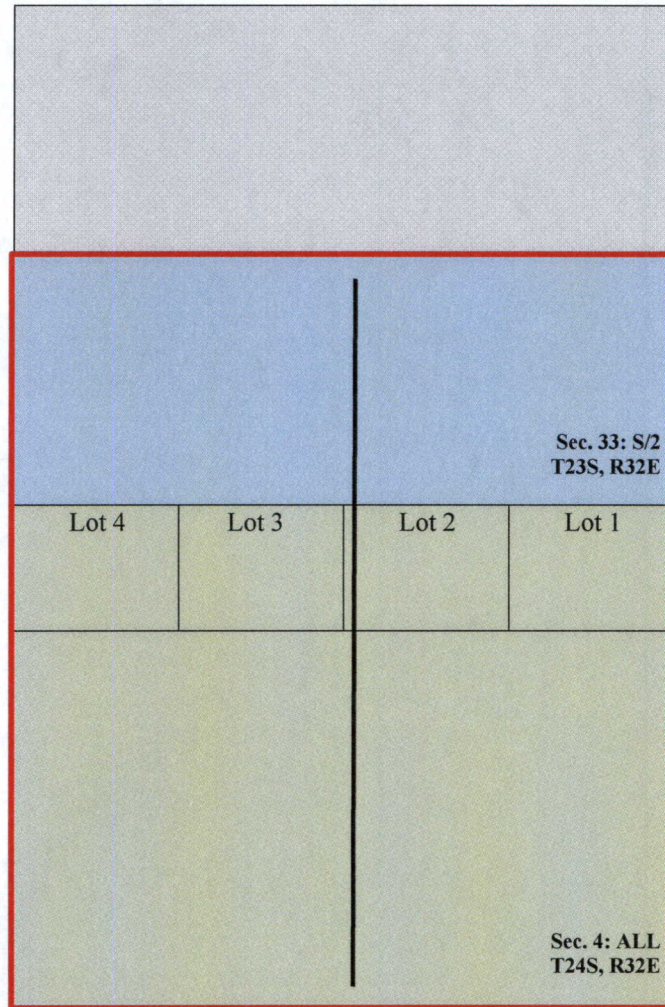 Sec. 33: S/2
T23S, R32E
Lot 4 Lot 3 Lot 2 Lot 1
Sec. 4: ALL
T24S, R32E